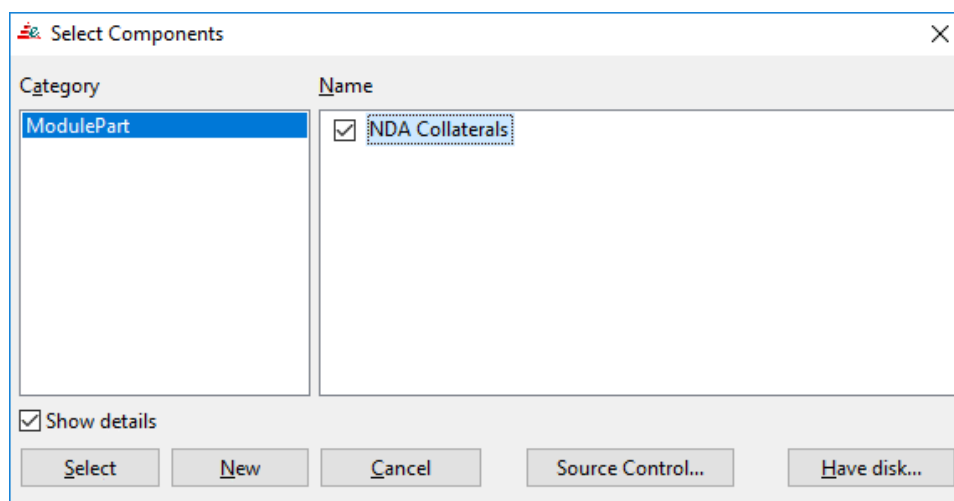 Select Components
Category Name
ModulePart
NDA Collaterals
Show details
Select New Cancel Source Control... Have disk...